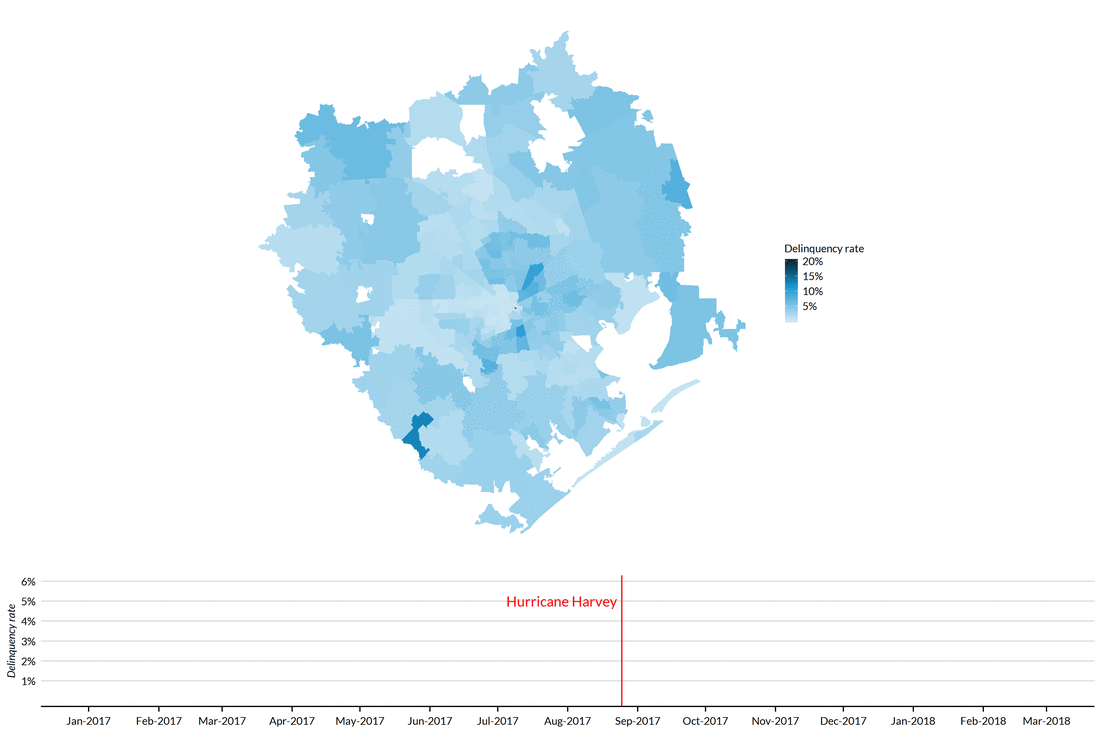 Delinquency rate
20%
15%
10%
5%
6%
5%
4%
3%
2%
1%
Delinquency rate
Hurricane Harvey
Jan-2017 Feb-2017 Mar-2017 Apr-2017 May-2017 Jun-2017 Jul-2017 Aug-2017 Sep-2017 Oct-2017 Nov-2017 Dec-2017 Jan-2018 Feb-2018 Mar-2018